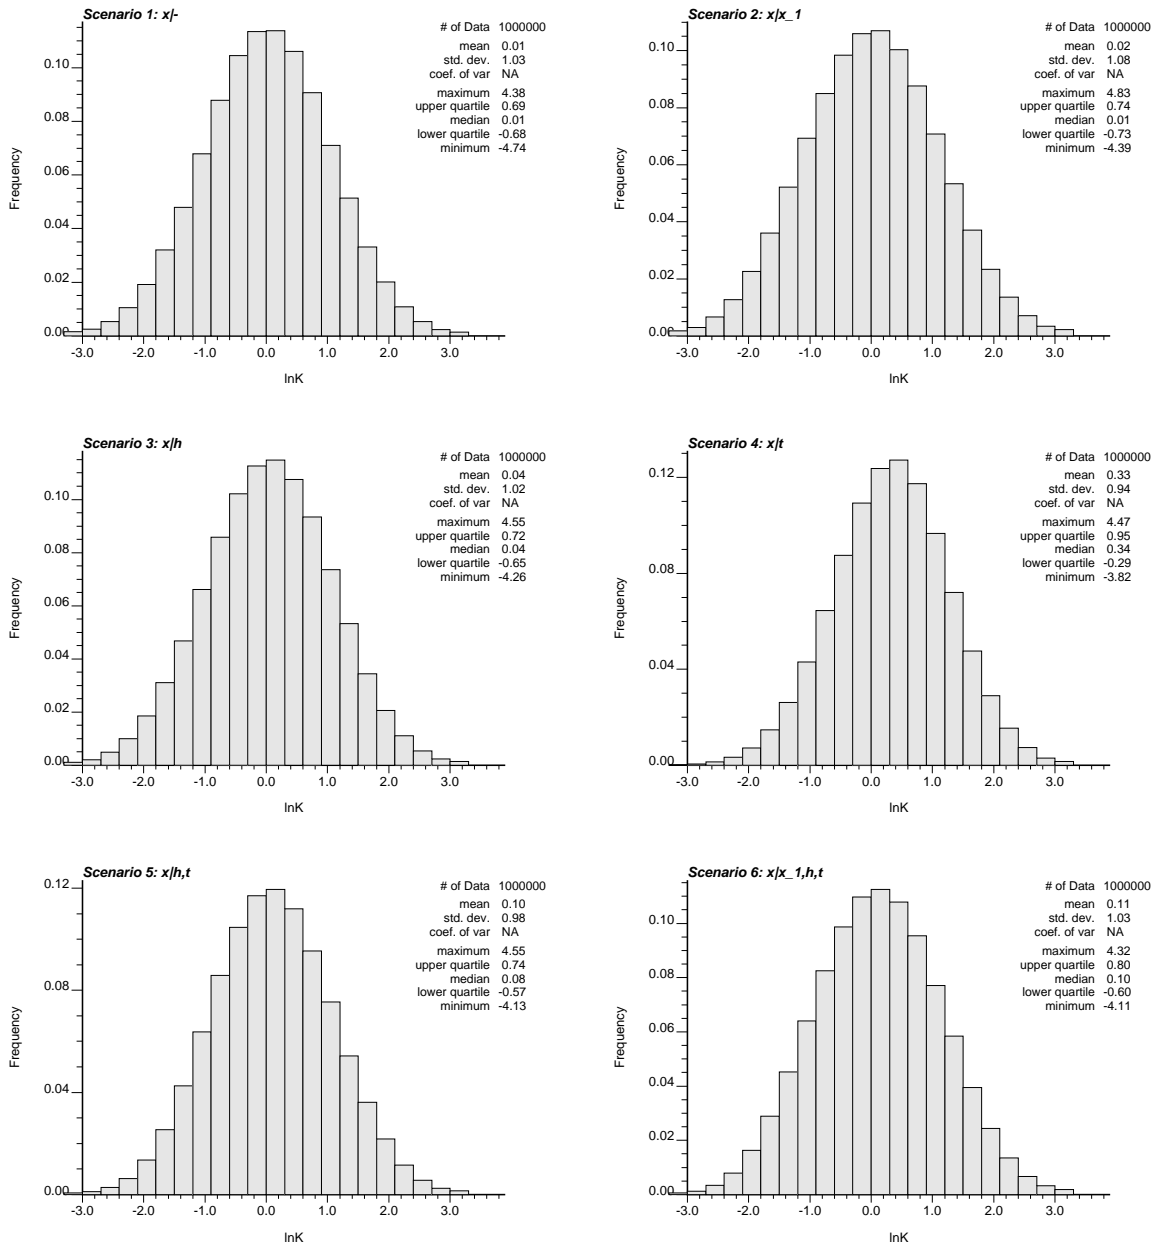 Scenario 1: x|-
# of Data 1000000
mean 0.01
std. dev. 1.03
coef. of var NA
maximum 4.38
upper quartile 0.69
median 0.01
lower quartile -0.68
minimum -4.74
Frequency
0.10
0.08
0.06
0.04
0.02
0.00
-3.0 -2.0 -1.0 0.0 1.0 2.0 3.0
lnK
Scenario 2: x|x_1
# of Data 1000000
mean 0.02
std. dev. 1.08
coef. of var NA
maximum 4.83
upper quartile 0.74
median 0.01
lower quartile -0.73
minimum -4.39
Frequency
0.10
0.08
0.06
0.04
0.02
0.00
-3.0 -2.0 -1.0 0.0 1.0 2.0 3.0
lnK
Scenario 3: x|h
# of Data 1000000
mean 0.04
std. dev. 1.02
coef. of var NA
maximum 4.55
upper quartile 0.72
median 0.04
lower quartile -0.65
minimum -4.26
Frequency
0.10
0.08
0.06
0.04
0.02
0.00
-3.0 -2.0 -1.0 0.0 1.0 2.0 3.0
lnK
Scenario 4: x|t
# of Data 1000000
mean 0.33
std. dev. 0.94
coef. of var NA
maximum 4.47
upper quartile 0.95
median 0.34
lower quartile -0.29
minimum -3.82
Frequency
0.12
0.08
0.04
0.00
-3.0 -2.0 -1.0 0.0 1.0 2.0 3.0
lnK
Scenario 5: x|h,t
# of Data 1000000
mean 0.10
std. dev. 0.98
coef. of var NA
maximum 4.55
upper quartile 0.74
median 0.08
lower quartile -0.57
minimum -4.13
Frequency
0.12
0.08
0.04
0.00
-3.0 -2.0 -1.0 0.0 1.0 2.0 3.0
lnK
Scenario 6: x|x_1,h,t
# of Data 1000000
mean 0.11
std. dev. 1.03
coef. of var NA
maximum 4.32
upper quartile 0.80
median 0.10
lower quartile -0.60
minimum -4.11
Frequency
0.10
0.08
0.06
0.04
0.02
0.00
-3.0 -2.0 -1.0 0.0 1.0 2.0 3.0
lnK